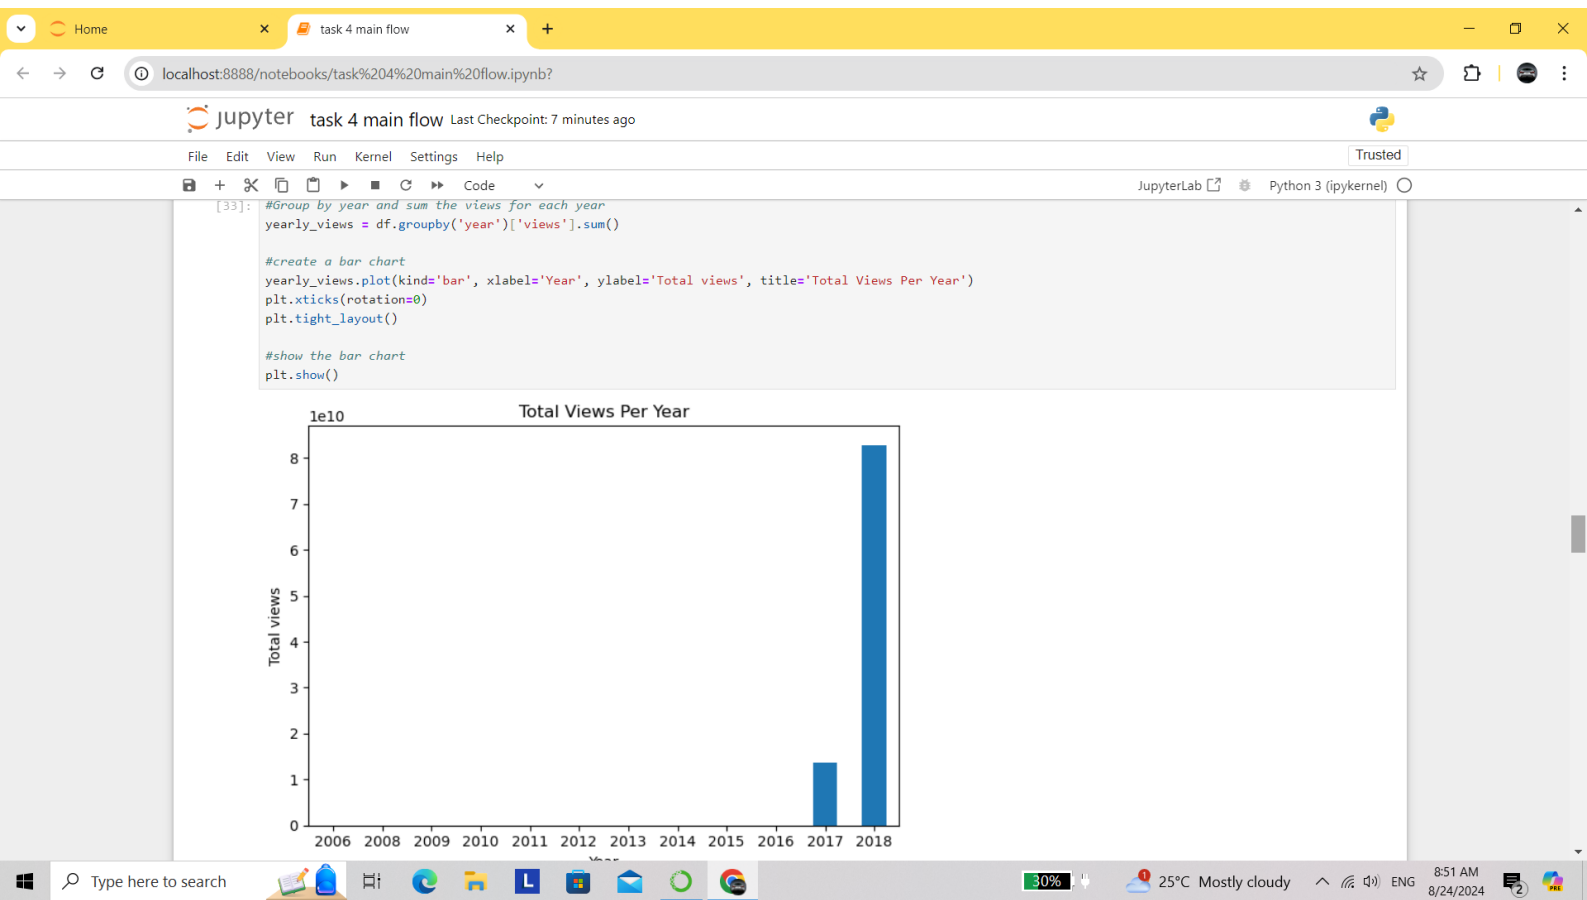 Home
task 4 main flow
localhost:8888/notebooks/task%204%20main%20flow.ipynb?
jupyter task 4 main flow Last Checkpoint: 7 minutes ago
File Edit View Run Kernel Settings Help
Trusted
Code
JupyterLab
Python 3 (ipykernel)
[33]: #Group by year and sum the views for each year
yearly_views = df.groupby('year')['views'].sum()
#create a bar chart
yearly_views.plot(kind='bar', xlabel='Year', ylabel='Total views', title='Total Views Per Year')
plt.xticks(rotation=0)
plt.tight_layout()
#show the bar chart
plt.show()
Total Views Per Year
1e10
8
7
6
5
4
3
2
1
0
Total views
2006 2008 2009 2010 2011 2012 2013 2014 2015 2016 2017 2018
Year
Type here to search
L
30%
1
25°C Mostly cloudy
ENG
8:51 AM
8/24/2024
2
PRE